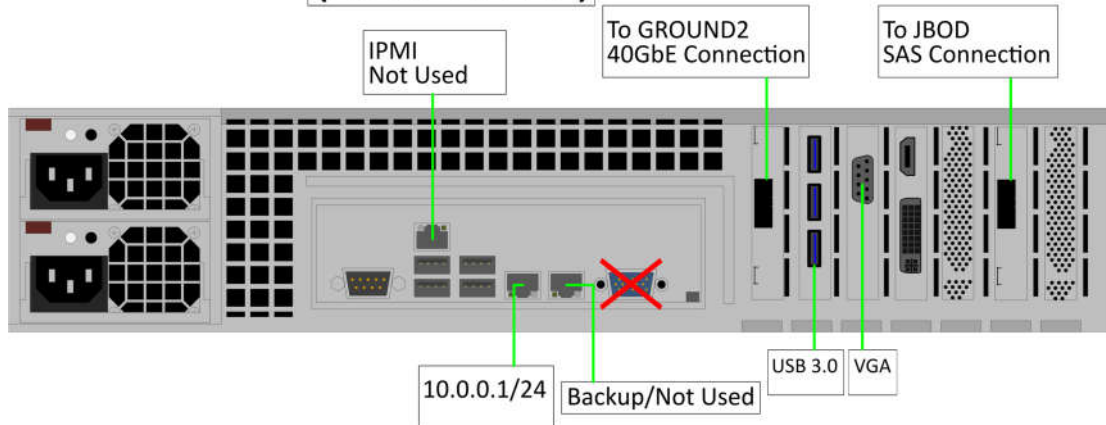 IPMI
Not Used
To GROUND2
40GbE Connection
To JBOD
SAS Connection
10.0.0.1/24
Backup/Not Used
USB 3.0
VGA